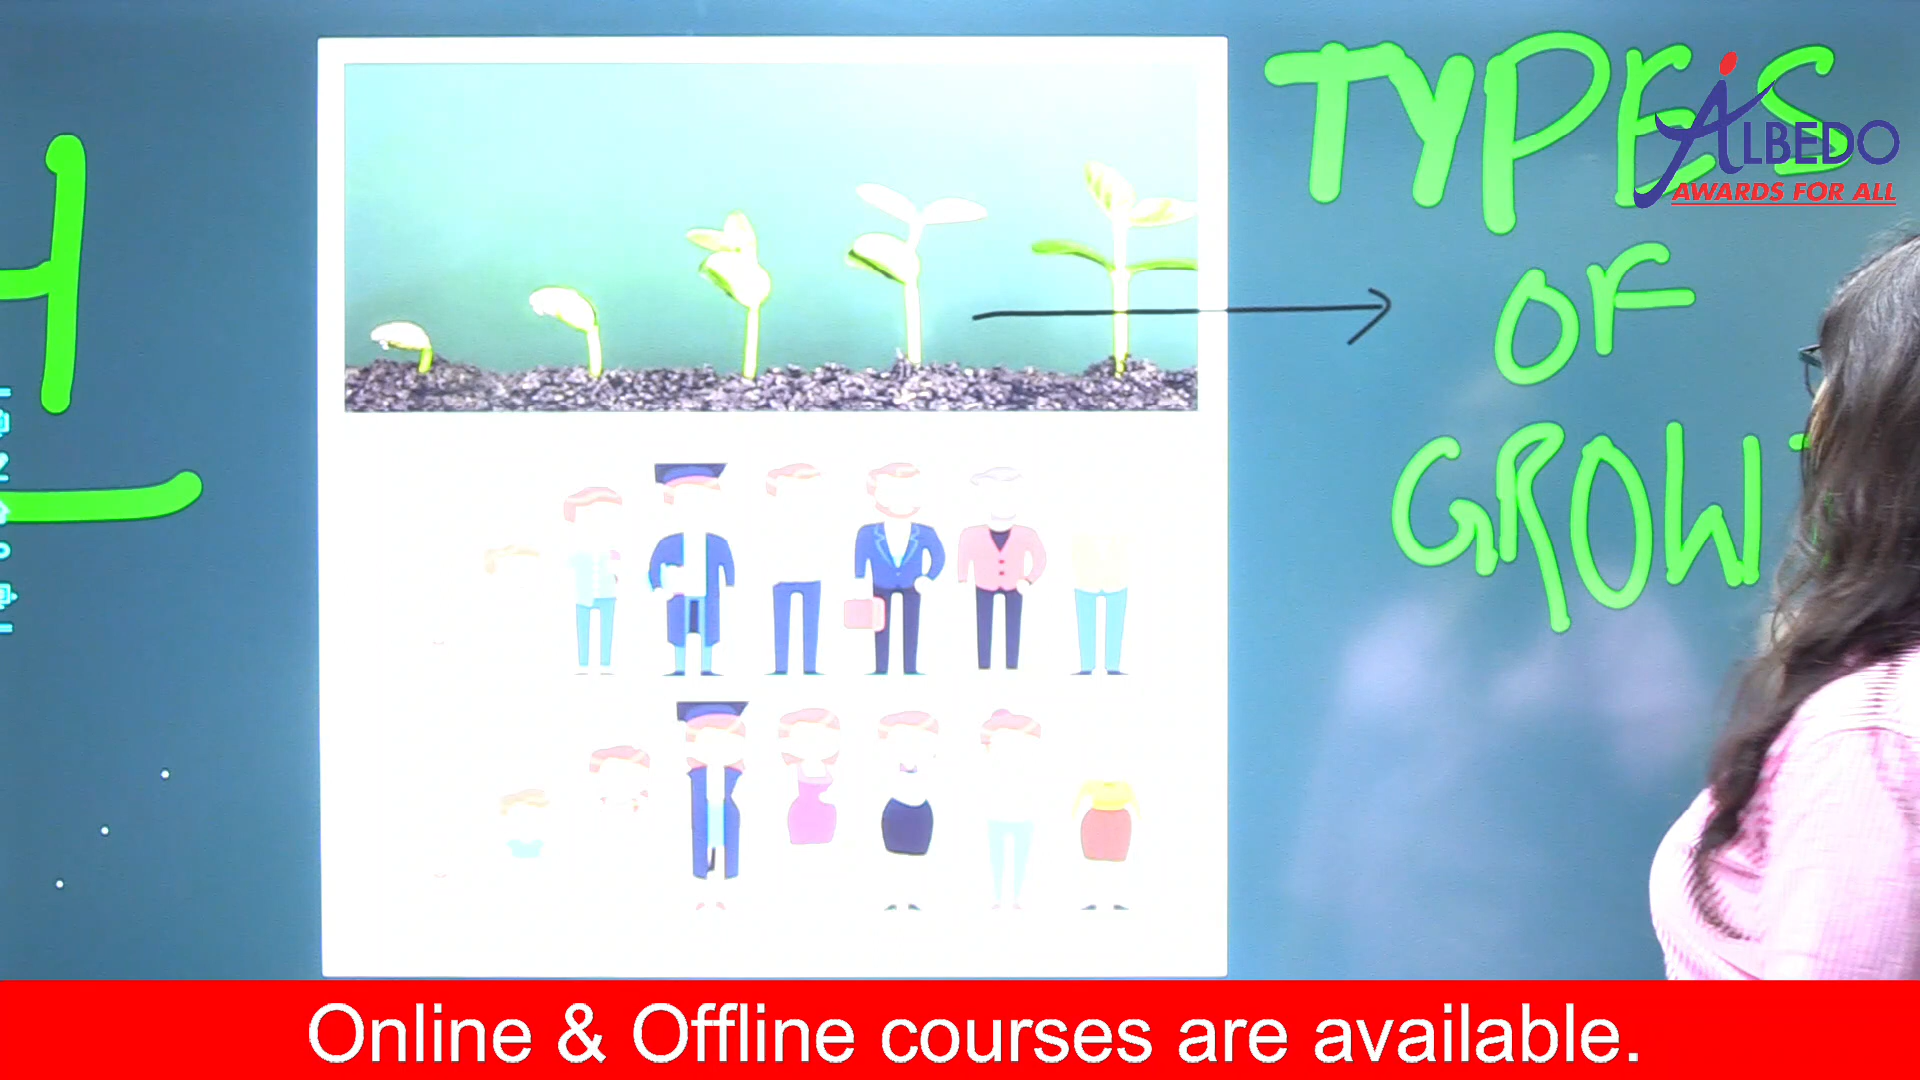 TYPES
OF
GROW
ALBEDO
AWARDS FOR ALL
Online & Offline courses are available.